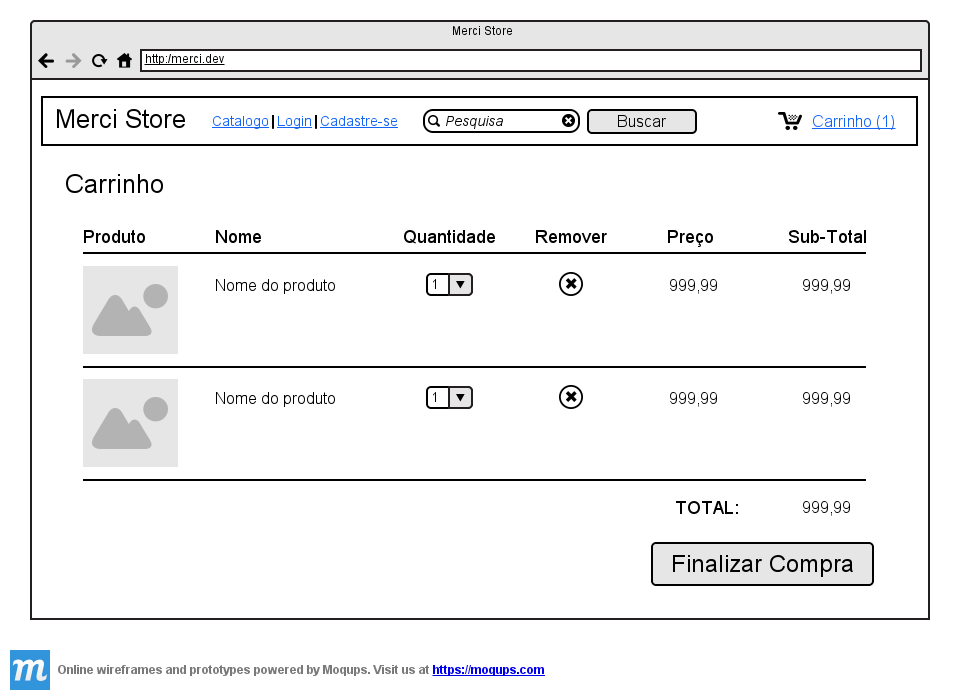 Merci Store
http:/merci.dev
Merci Store Catalogo|Login|Cadastre-se Pesquisa Buscar Carrinho (1)
Carrinho
Produto Nome Quantidade Remover Preço Sub-Total
Nome do produto 1 999,99 999,99
Nome do produto 1 999,99 999,99
TOTAL: 999,99
Finalizar Compra
m Online wireframes and prototypes powered by Moqups. Visit us at https://moqups.com